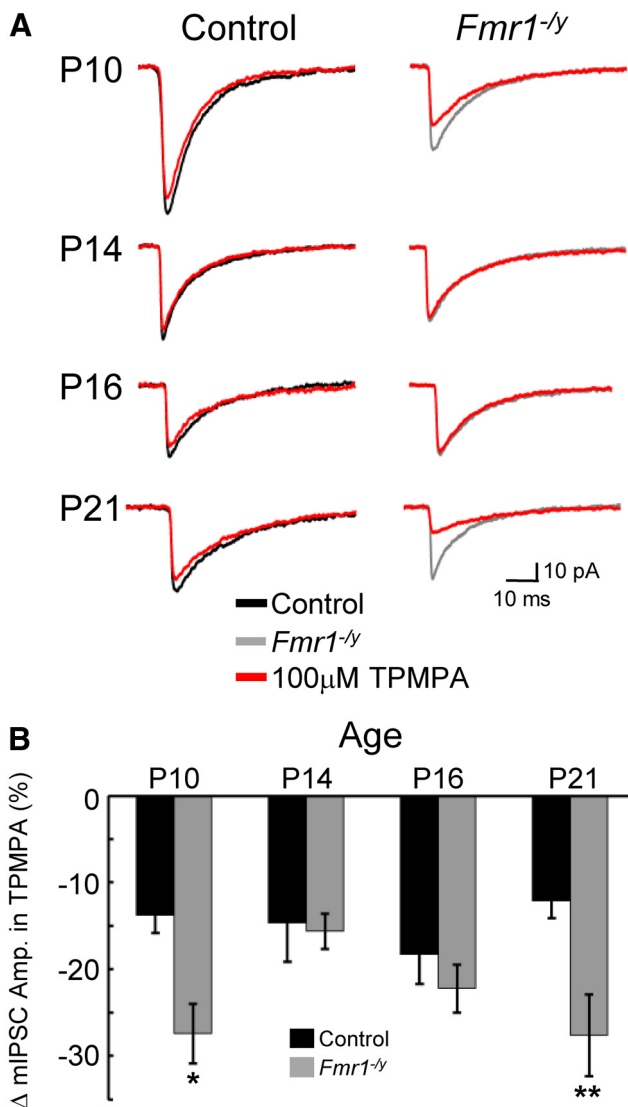 A
Control Fmr1-/y
P10
P14
P16
P21
10 pA
10 ms
Control
Fmr1-/y
100μM TPMPA
B
Age
P10 P14 P16 P21
Δ mIPSC Amp. in TPMPA (%)
0
-10
-20
-30
Control
Fmr1-/y
*
**